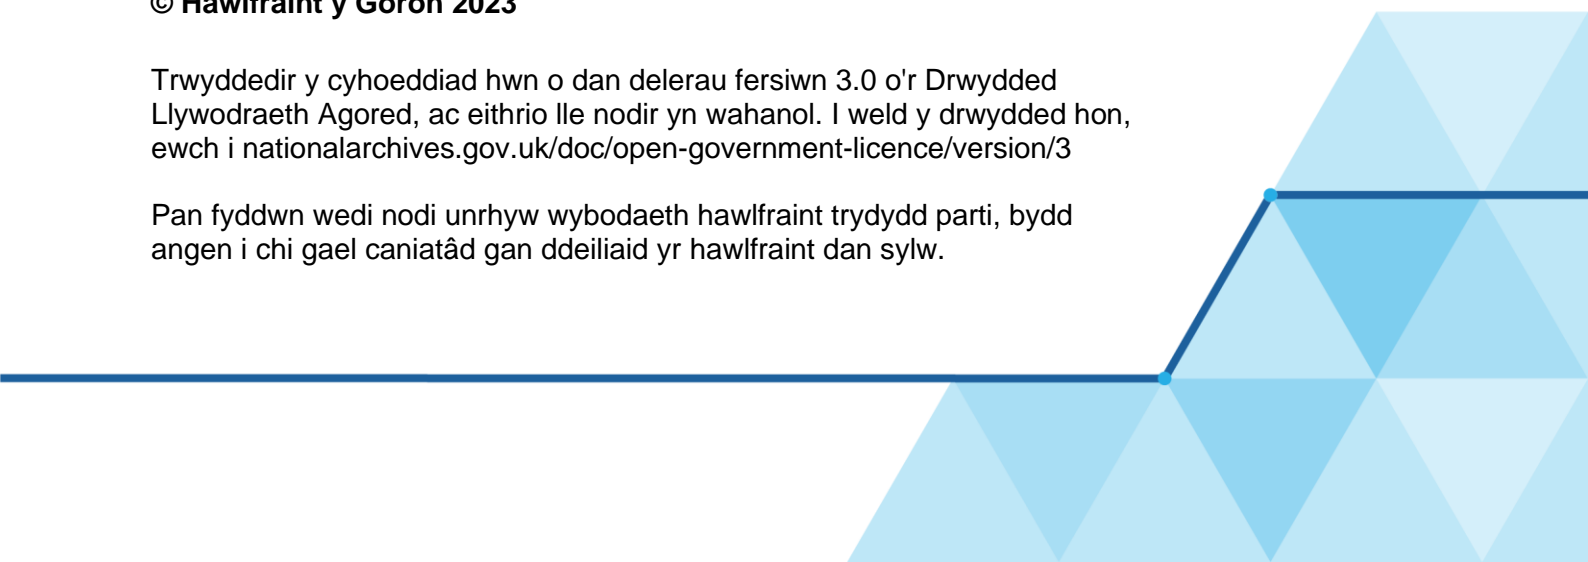 © Hawlfraint y Goron 2023
Trwyddedir y cyhoeddiad hwn o dan delerau fersiwn 3.0 o'r Drwydded
Llywodraeth Agored, ac eithrio lle nodir yn wahanol. I weld y drwydded hon,
ewch i nationalarchives.gov.uk/doc/open-government-licence/version/3
Pan fyddwn wedi nodi unrhyw wybodaeth hawlfraint trydydd parti, bydd
angen i chi gael caniatâd gan ddeiliaid yr hawlfraint dan sylw.